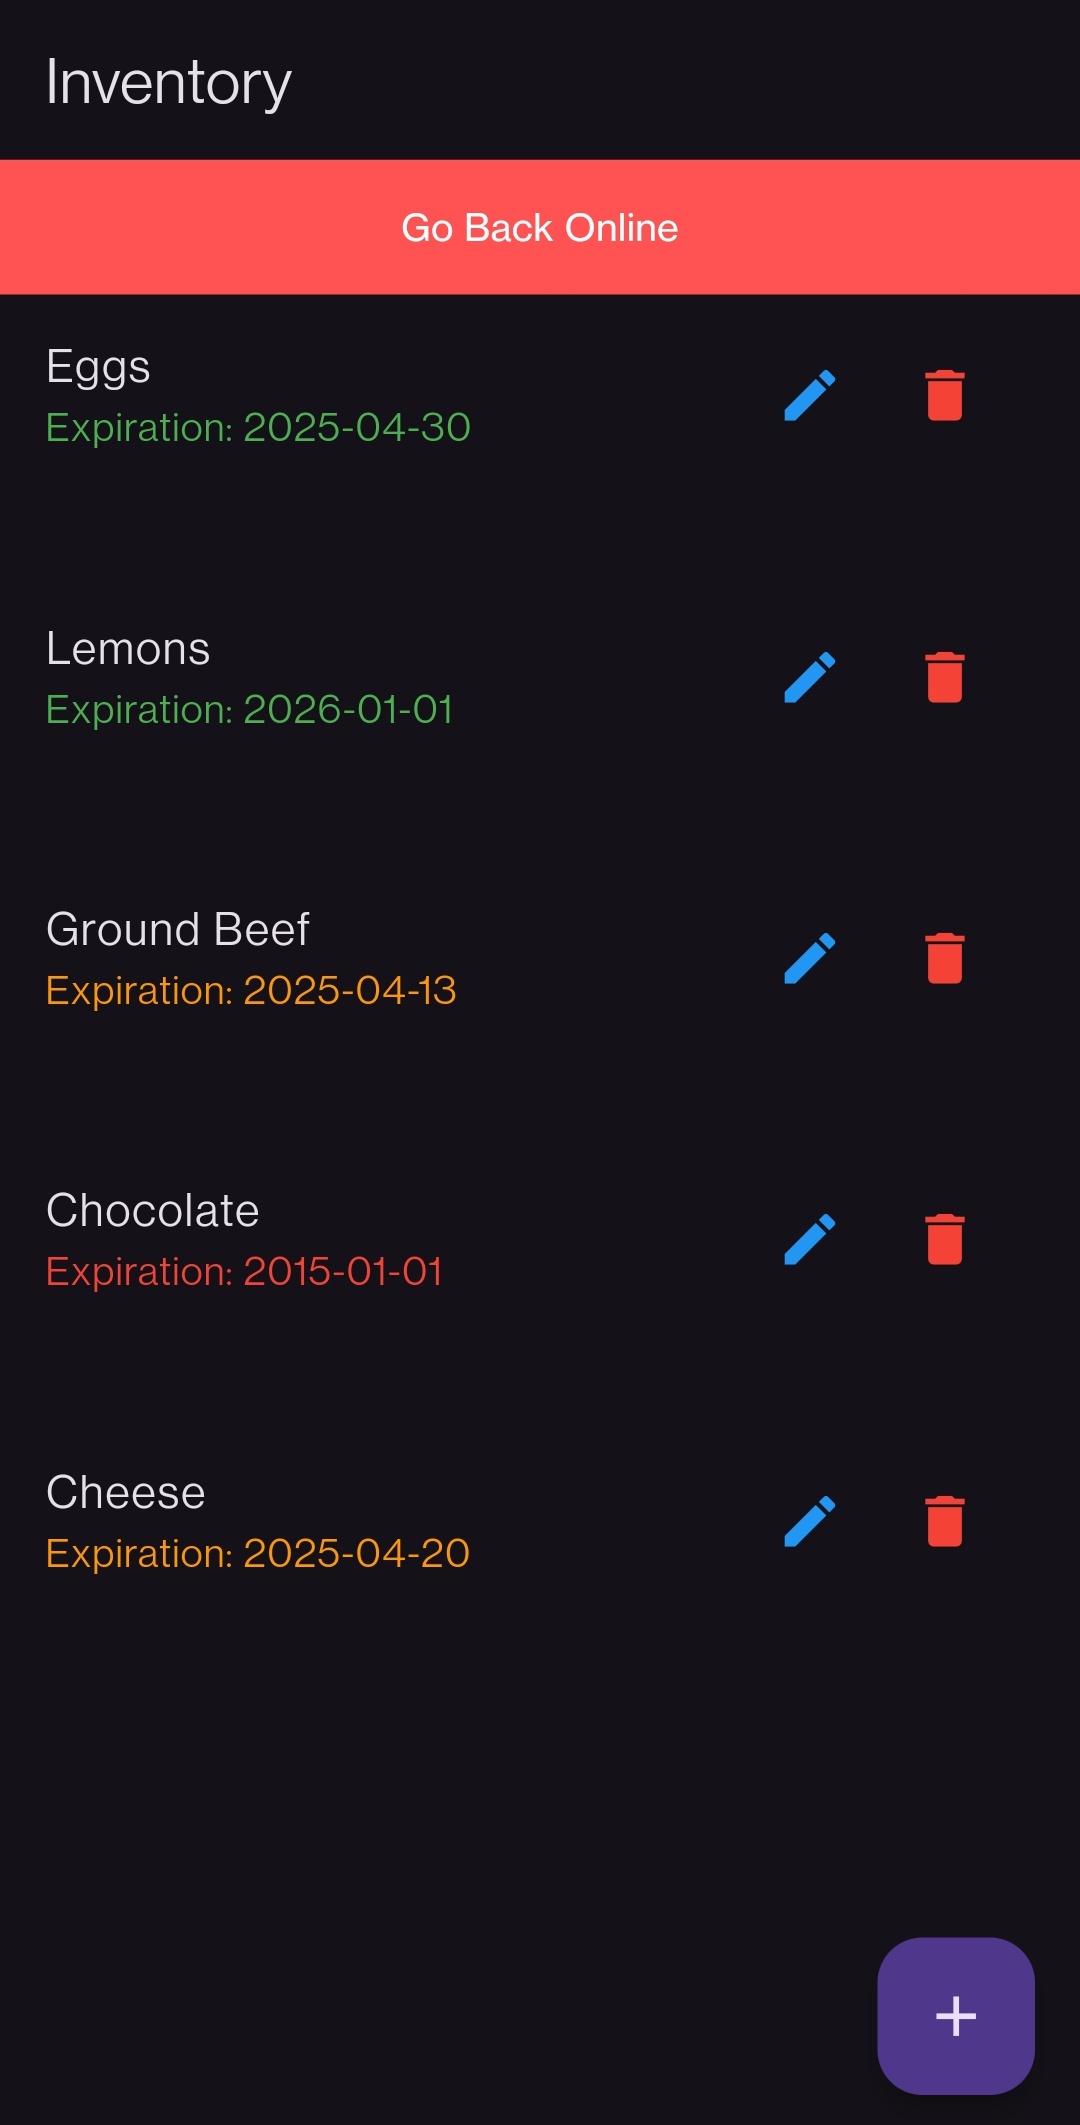 Inventory
Go Back Online
Eggs
Expiration: 2025-04-30
Lemons
Expiration: 2026-01-01
Ground Beef
Expiration: 2025-04-13
Chocolate
Expiration: 2015-01-01
Cheese
Expiration: 2025-04-20
+